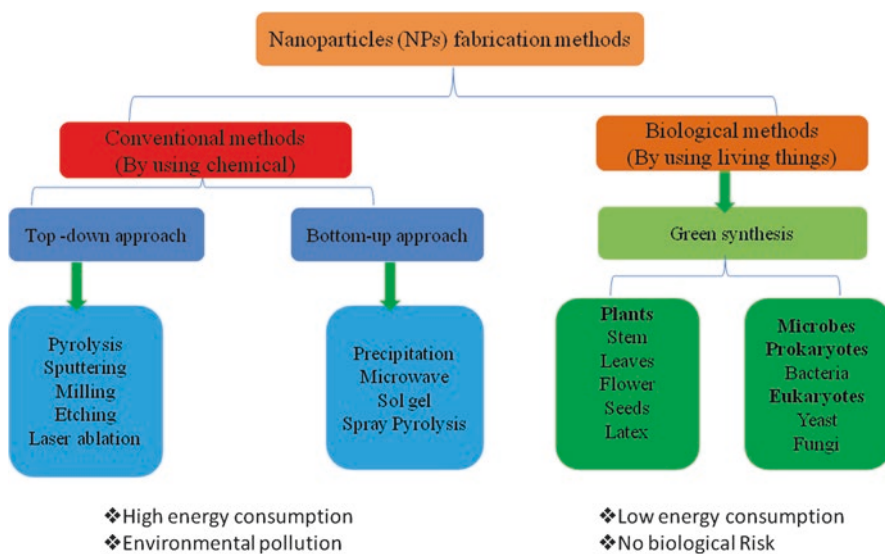 Nanoparticles (NPs) fabrication methods
Conventional methods
(By using chemical)
Biological methods
(By using living things)
Top -down approach
Bottom-up approach
Green synthesis
Pyrolysis
Sputtering
Milling
Etching
Laser ablation
Precipitation
Microwave
Sol gel
Spray Pyrolysis
Plants
Stem
Leaves
Flower
Seeds
Latex
Microbes
Prokaryotes
Bacteria
Eukaryotes
Yeast
Fungi
❖High energy consumption
❖Environmental pollution
❖Low energy consumption
❖No biological Risk